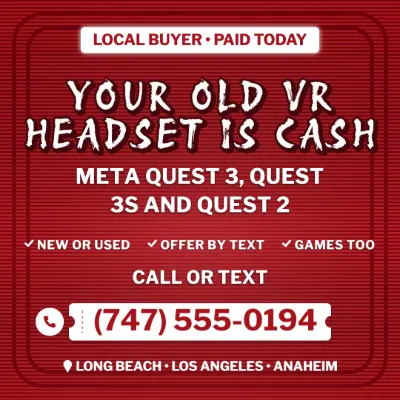 LOCAL BUYER • PAID TODAY
YOUR OLD VR
HEADSET IS CASH
META QUEST 3, QUEST
3S AND QUEST 2
NEW OR USED OFFER BY TEXT GAMES TOO
CALL OR TEXT
(747) 555-0194
LONG BEACH • LOS ANGELES • ANAHEIM